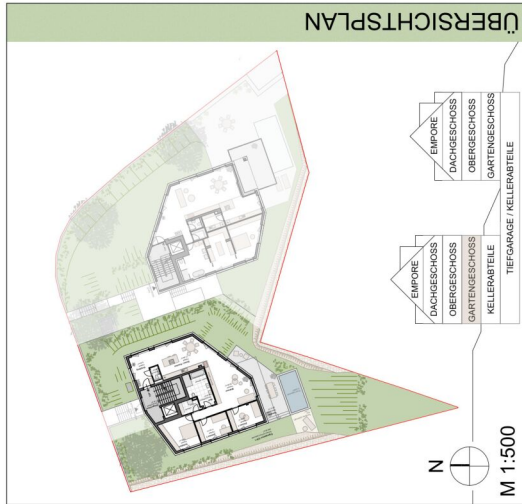 ÜBERSICHTSPLAN
EMPORE
DACHGESCHOSS
OBERGESCHOSS
GARTENGESCHOSS
TIEFGARAGE / KELLERABTEILE
EMPORE
DACHGESCHOSS
OBERGESCHOSS
GARTENGESCHOSS
KELLERABTEILE
N
M 1:500